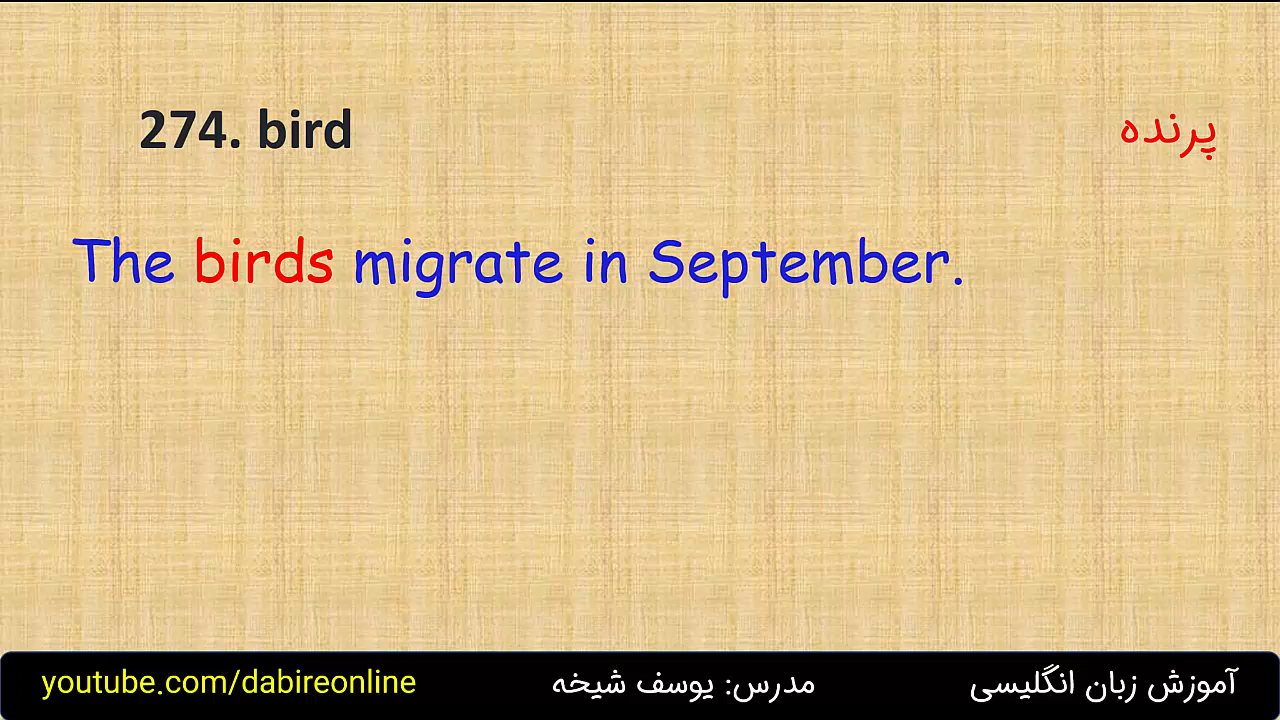 274. bird
پرنده
The birds migrate in September.
youtube.com/dabireonline
مدرس: یوسف شیخه
آموزش زبان انگلیسی